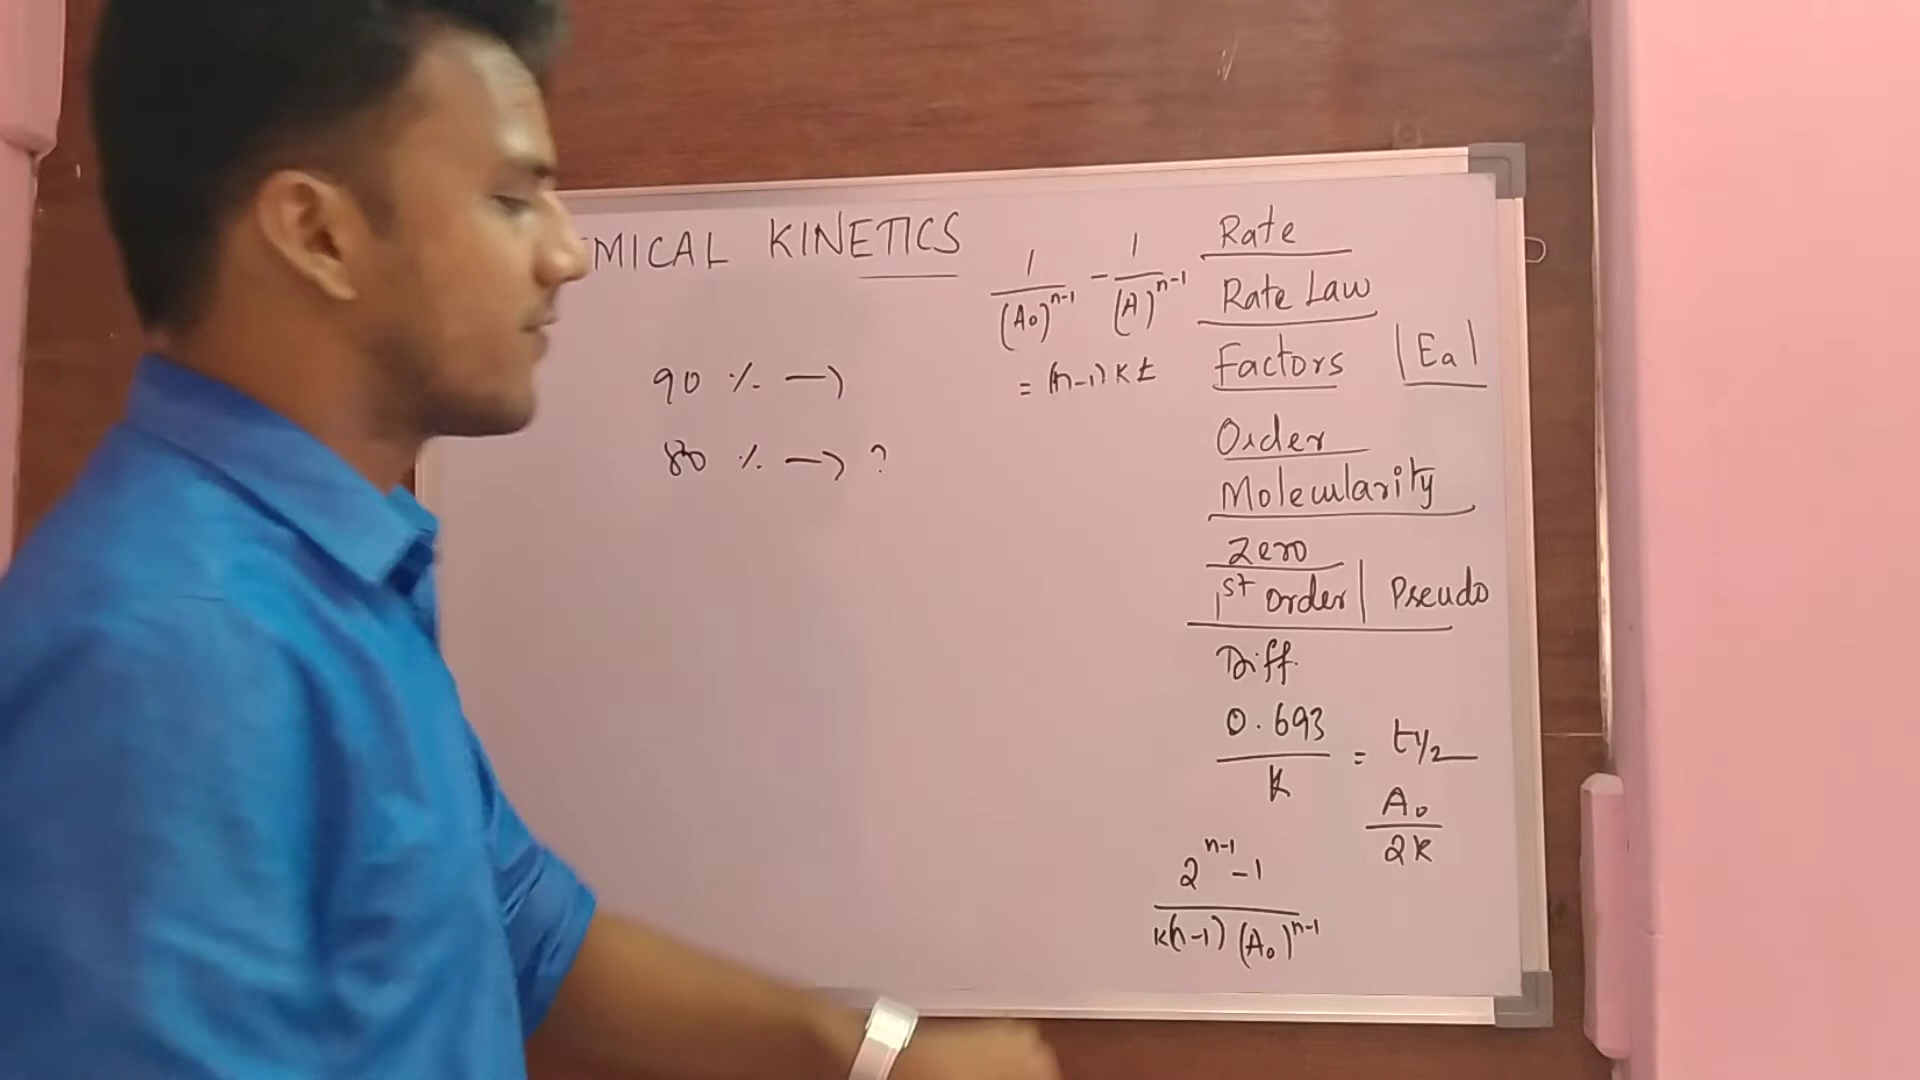 MICAL KINETICS
1/(A₀)ⁿ⁻¹ - 1/(A)ⁿ⁻¹
= (n-1) K t
90 % →
80 % → ?
Rate
Rate Law
Factors | Ea |
Order
Molecularity
Zero
1st order | Pseudo
Diff.
0.693/k = t1/2
A₀/2k
2ⁿ⁻¹ - 1/k(n-1) (A₀)ⁿ⁻¹